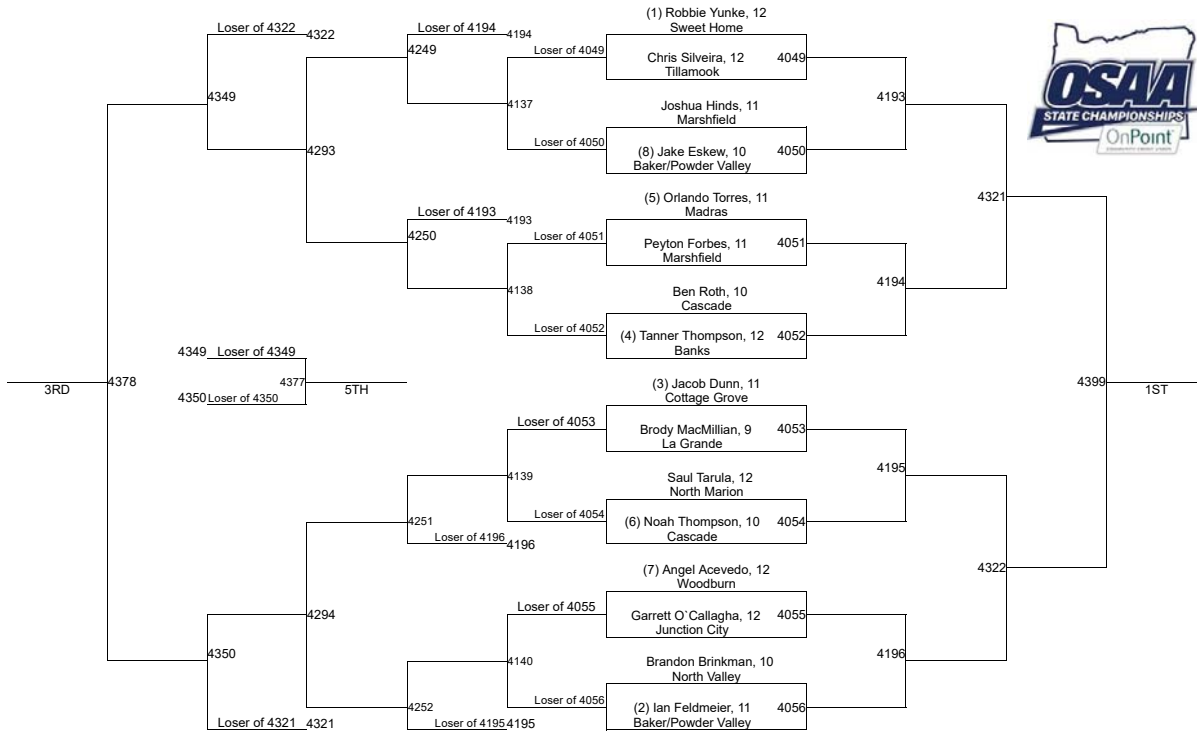 (1) Robbie Yunke, 12
Sweet Home
Loser of 4322
4322
Loser of 4194
4194
4249
Loser of 4049
Chris Silveira, 12
Tillamook
4049
OSAA
STATE CHAMPIONSHIPS
OnPoint
4349
4137
4193
Joshua Hinds, 11
Marshfield
4293
Loser of 4050
(8) Jake Eskew, 10
Baker/Powder Valley
4050
(5) Orlando Torres, 11
Madras
4321
Loser of 4193
4193
4250
Loser of 4051
Peyton Forbes, 11
Marshfield
4051
4138
4194
Ben Roth, 10
Cascade
Loser of 4052
(4) Tanner Thompson, 12
Banks
4052
4349
Loser of 4349
3RD
4378
4377
5TH
4350
Loser of 4350
(3) Jacob Dunn, 11
Cottage Grove
4399
1ST
Loser of 4053
Brody MacMillian, 9
La Grande
4053
4139
4195
Saul Tarula, 12
North Marion
4251
Loser of 4054
(6) Noah Thompson, 10
Cascade
4054
Loser of 4196
4196
(7) Angel Acevedo, 12
Woodburn
4322
4294
Loser of 4055
Garrett O`Callagha, 12
Junction City
4055
4350
4140
4196
Brandon Brinkman, 10
North Valley
4252
Loser of 4056
(2) Ian Feldmeier, 11
Baker/Powder Valley
4056
Loser of 4321
4321
Loser of 4195
4195